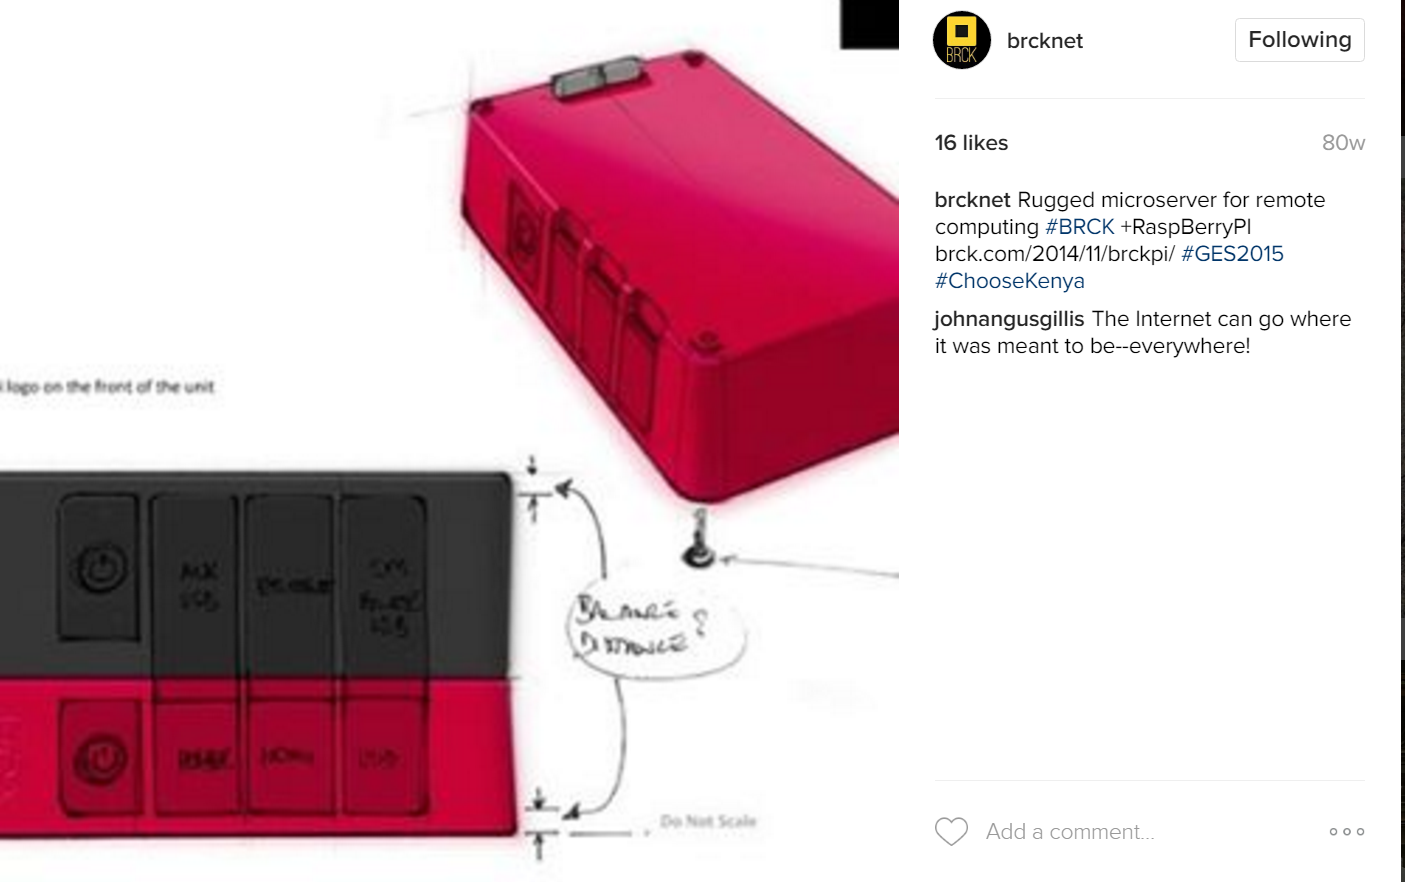 BRCK
brcknet
Following
16 likes
80w
brcknet Rugged microserver for remote
computing #BRCK +RaspBerryPI
brck.com/2014/11/brckpi/ #GES2015
#ChooseKenya
johnangusgillis The Internet can go where
it was meant to be--everywhere!
Add a comment...
logo on the front of the unit
AUX
USB
ETHERNET
SIM
POWER
USB
BALANCE
DISTANCE?
POWER
HDMI
USB
Do Not Scale